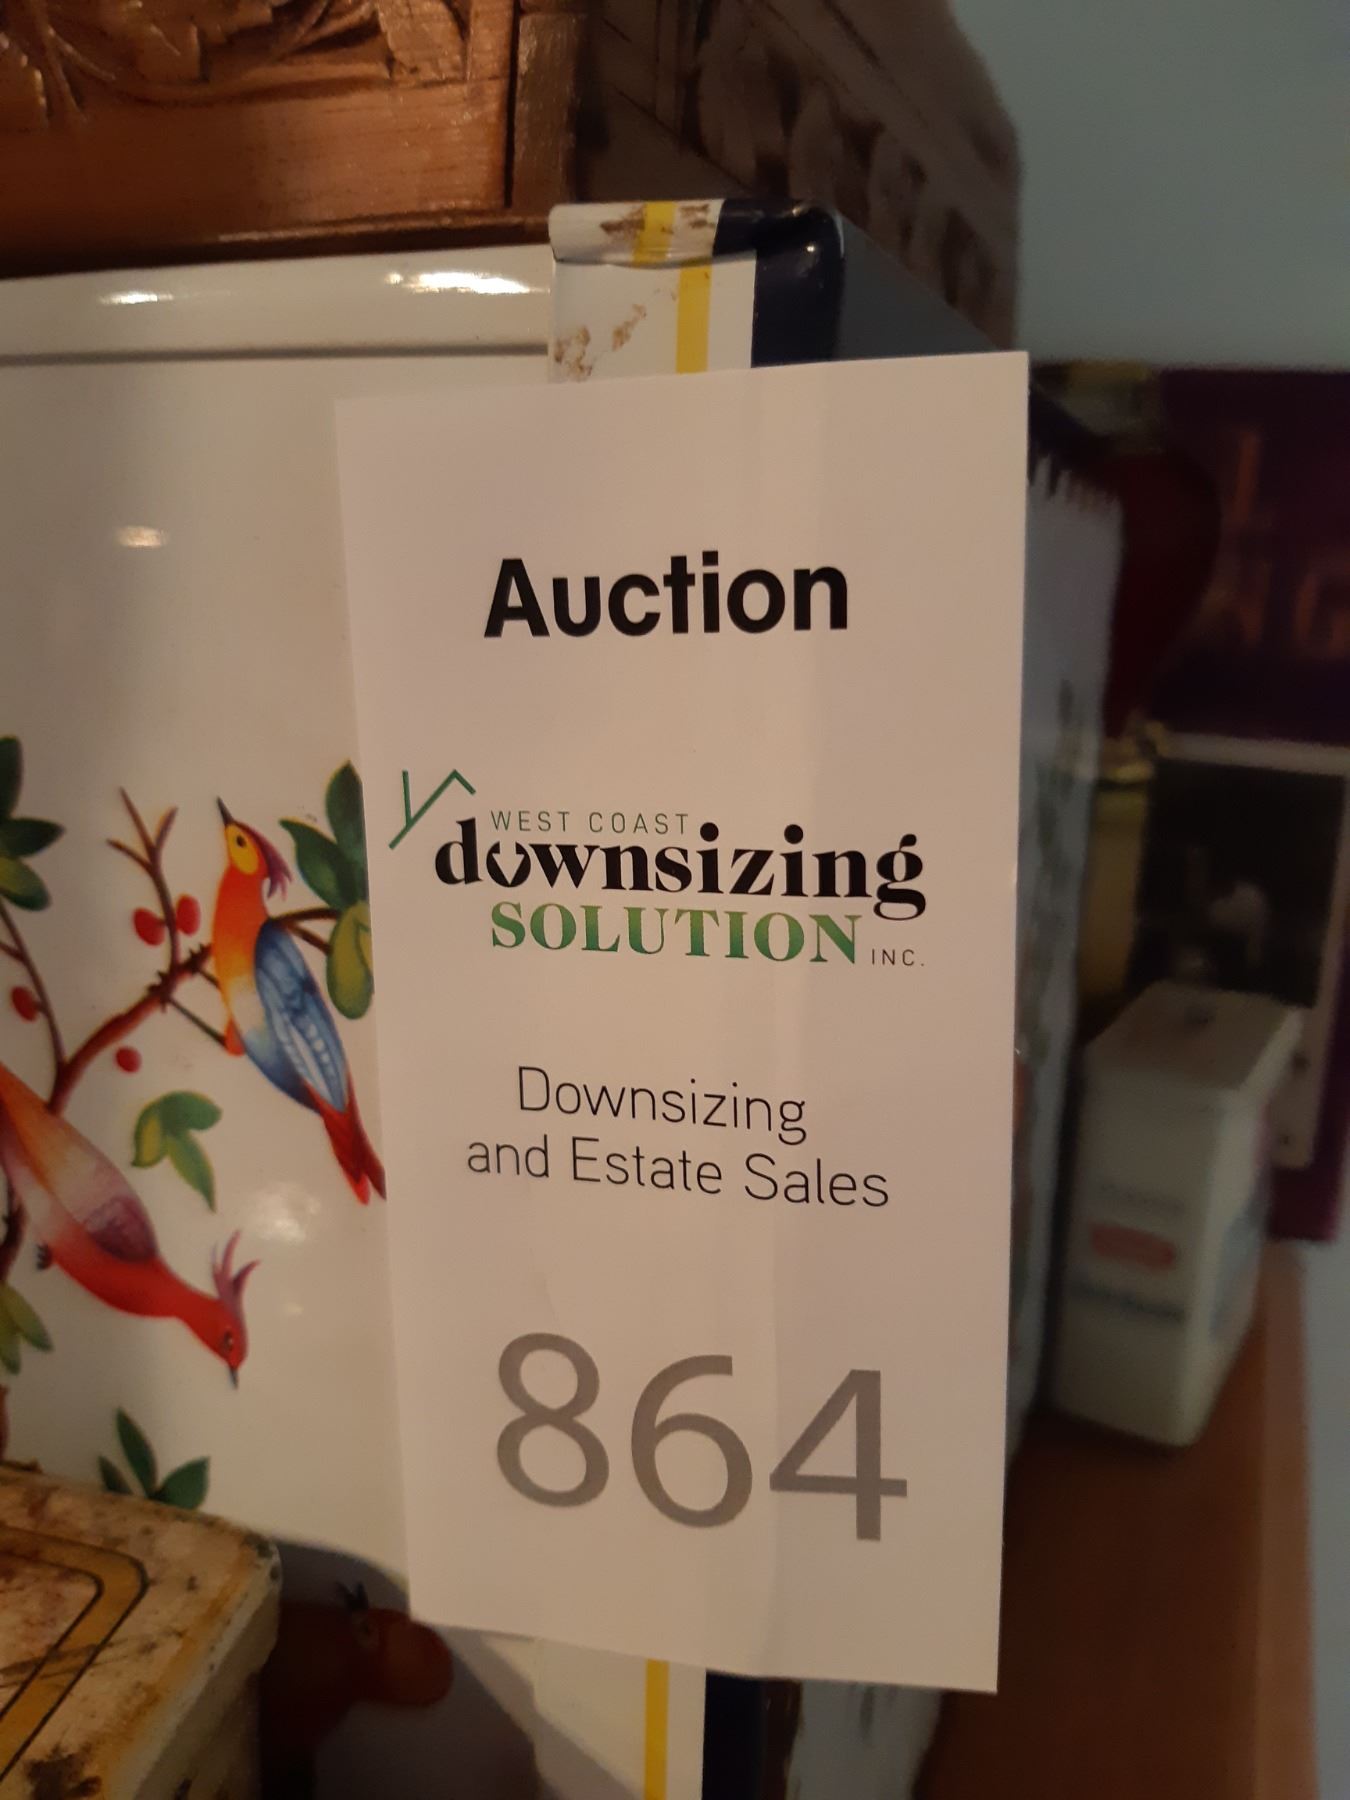 Auction
WEST COAST
downsizing
SOLUTION INC.
Downsizing
and Estate Sales
864